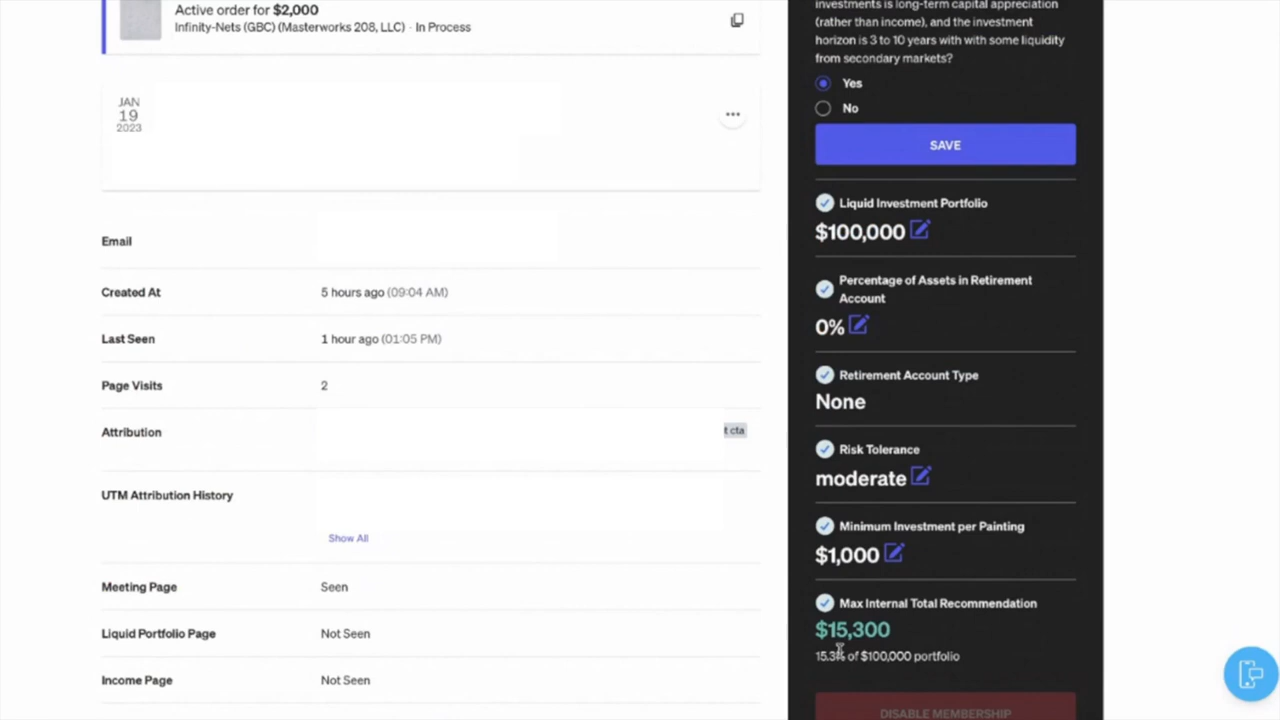 Active order for $2,000
Infinity-Nets (GBC) (Masterworks 208, LLC) · In Process
JAN
19
2023
Email
Created At
5 hours ago (09:04 AM)
Last Seen
1 hour ago (01:05 PM)
Page Visits
2
Attribution
t cta
UTM Attribution History
Show All
Meeting Page
Seen
Liquid Portfolio Page
Not Seen
Income Page
Not Seen
investments is long-term capital appreciation
(rather than income), and the investment
horizon is 3 to 10 years with with some liquidity
from secondary markets?
Yes
No
SAVE
Liquid Investment Portfolio
$100,000
Percentage of Assets in Retirement
Account
0%
Retirement Account Type
None
Risk Tolerance
moderate
Minimum Investment per Painting
$1,000
Max Internal Total Recommendation
$15,300
15.3% of $100,000 portfolio
DISABLE MEMBERSHIP